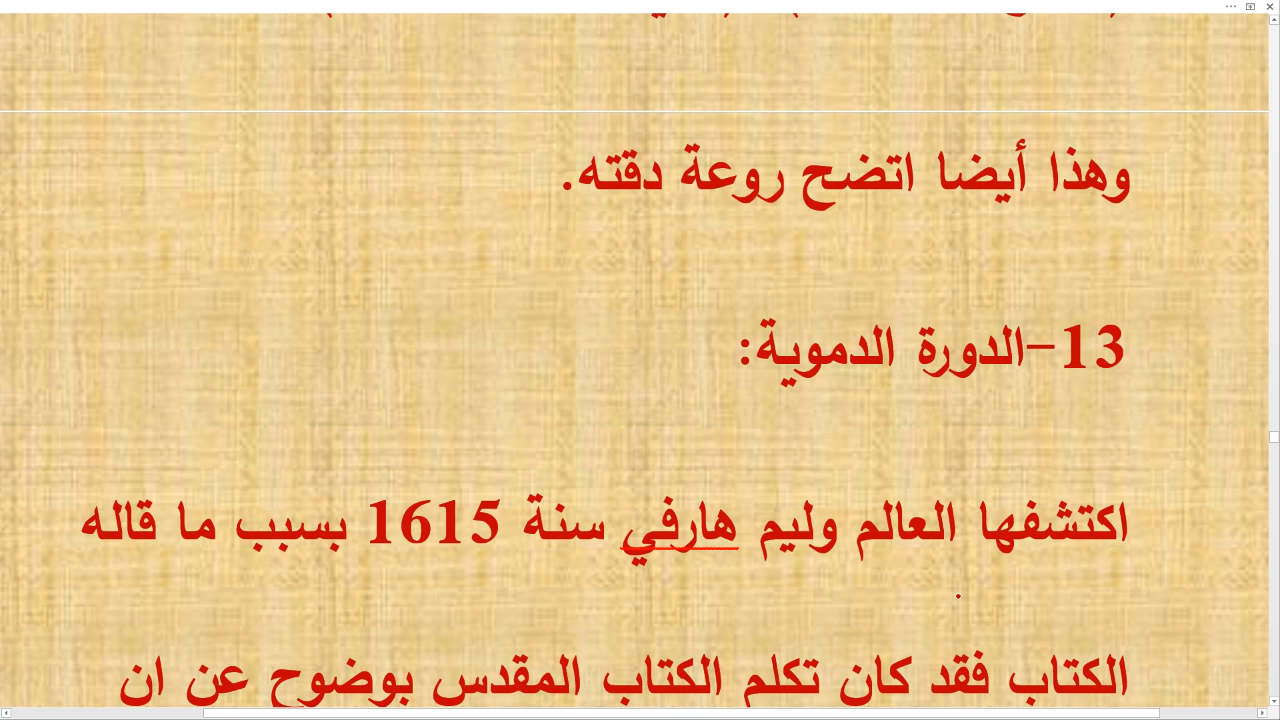 وهذا أيضا اتضح روعة دقته.
13-الدورة الدموية:
اكتشفها العالم وليم هارفي سنة 1615 بسبب ما قاله
الكتاب فقد كان تكلم الكتاب المقدس بوضوح عن ان